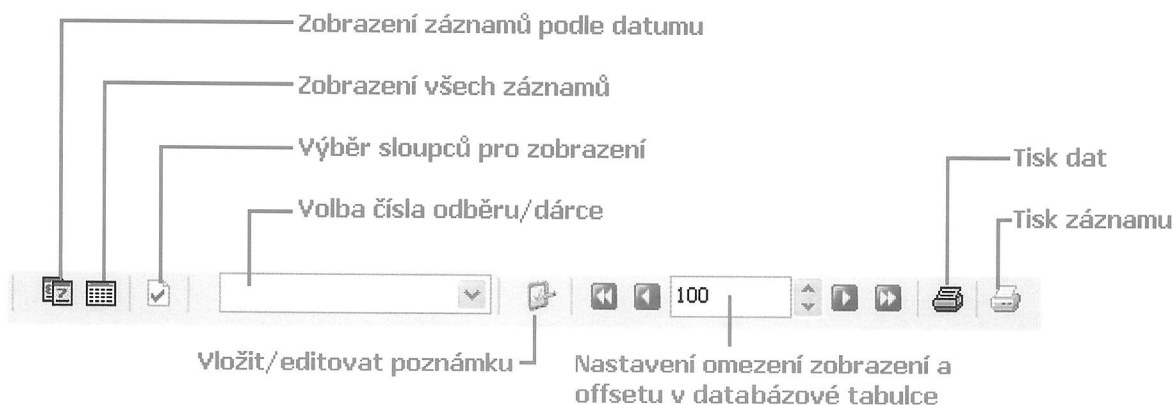 Zobrazení záznamů podle datumu
Zobrazení všech záznamů
Výběr sloupců pro zobrazení
Tisk dat
Volba čísla odběru/dárce
Tisk záznamu
100
Vložit/editovat poznámku
Nastavení omezení zobrazení a
offsetu v databázové tabulce